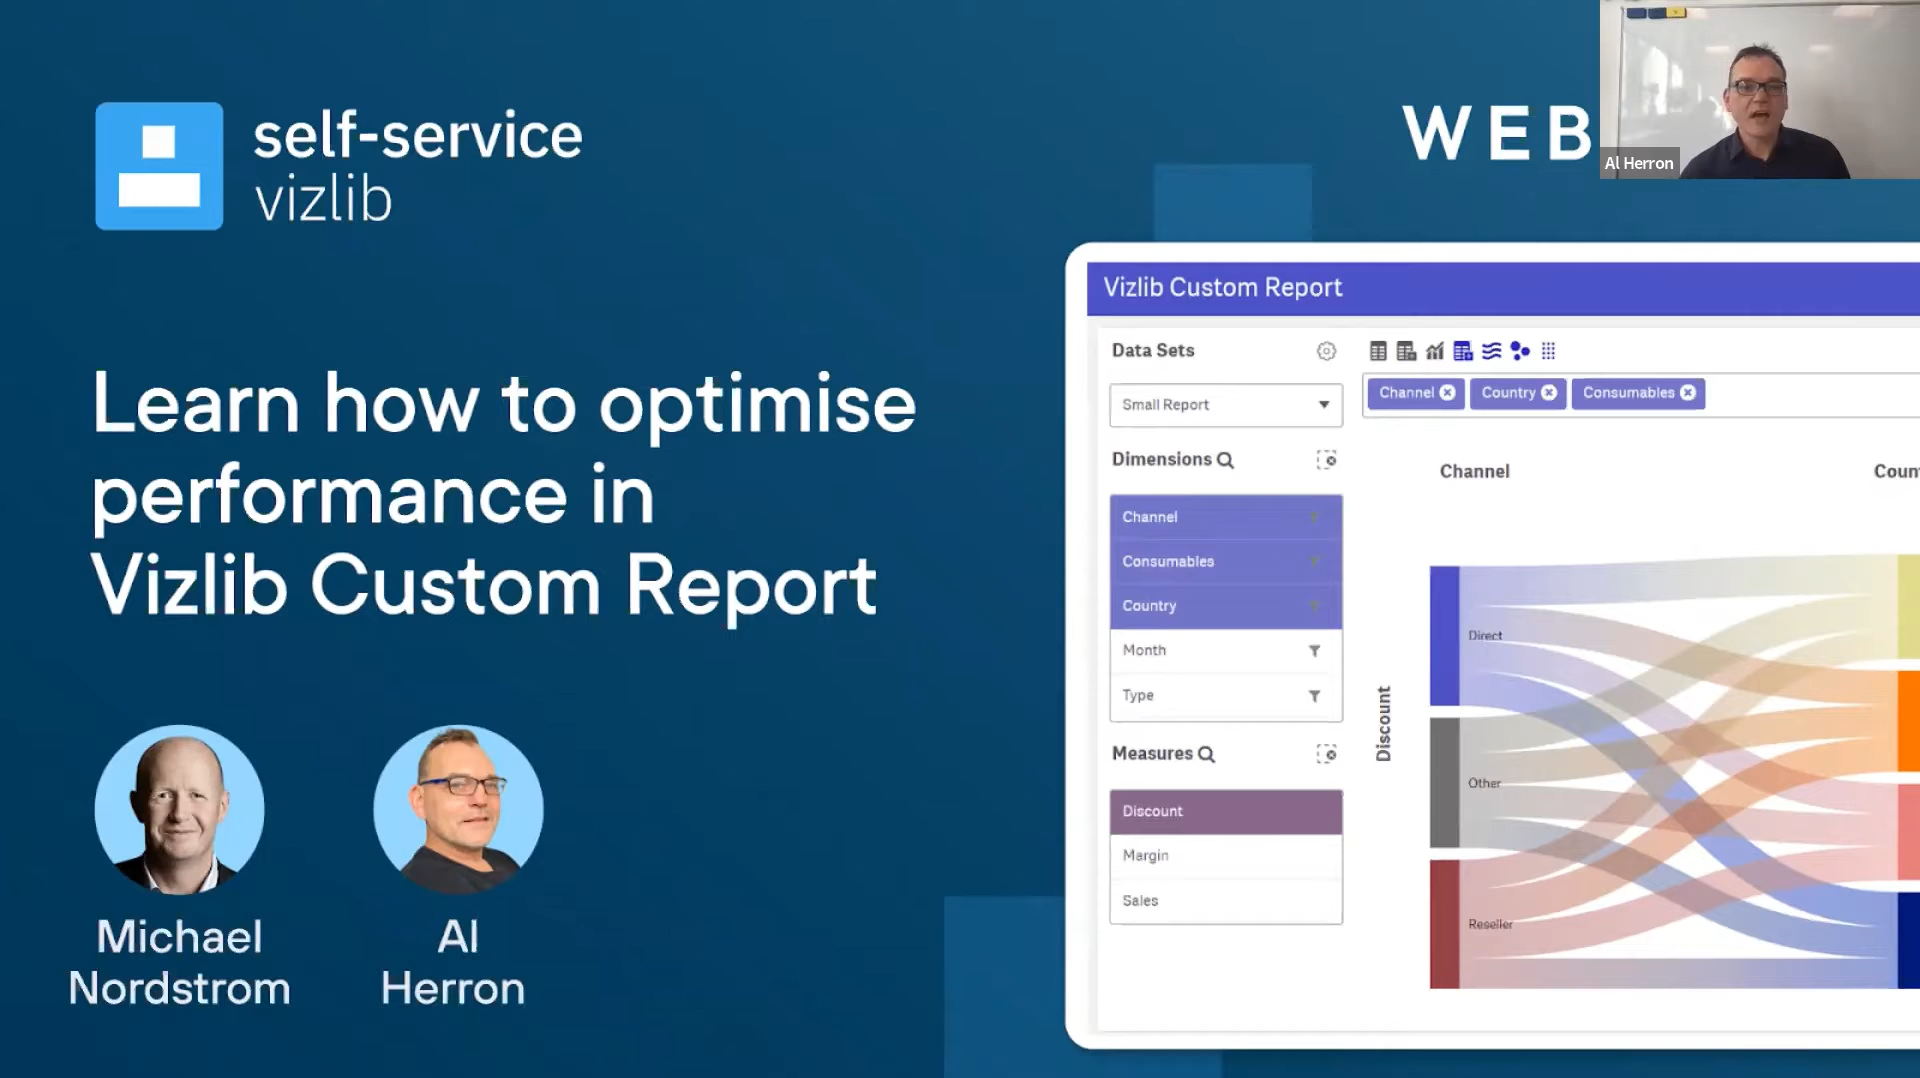 self-service
vizlib
WEB
Al Herron
Learn how to optimise
performance in
Vizlib Custom Report
Michael
Nordstrom
Al
Herron
Vizlib Custom Report
Data Sets
Small Report
Dimensions
Channel
Consumables
Country
Month
Type
Measures
Discount
Margin
Sales
Channel
Country
Consumables
Channel
Coun
Discount
Direct
Other
Reseller